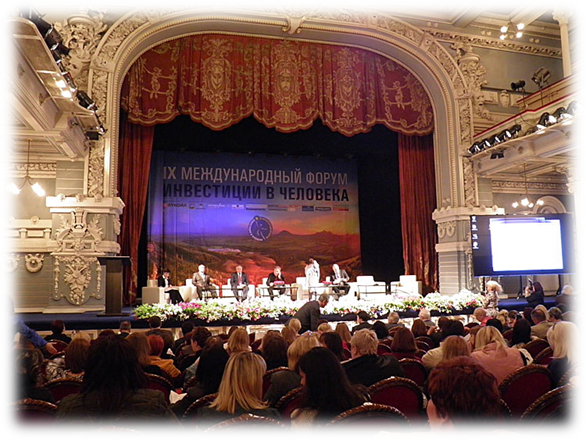 IX МЕЖДУНАРОДНЫЙ ФОРУМ
ИНВЕСТИЦИИ В ЧЕЛОВЕКА